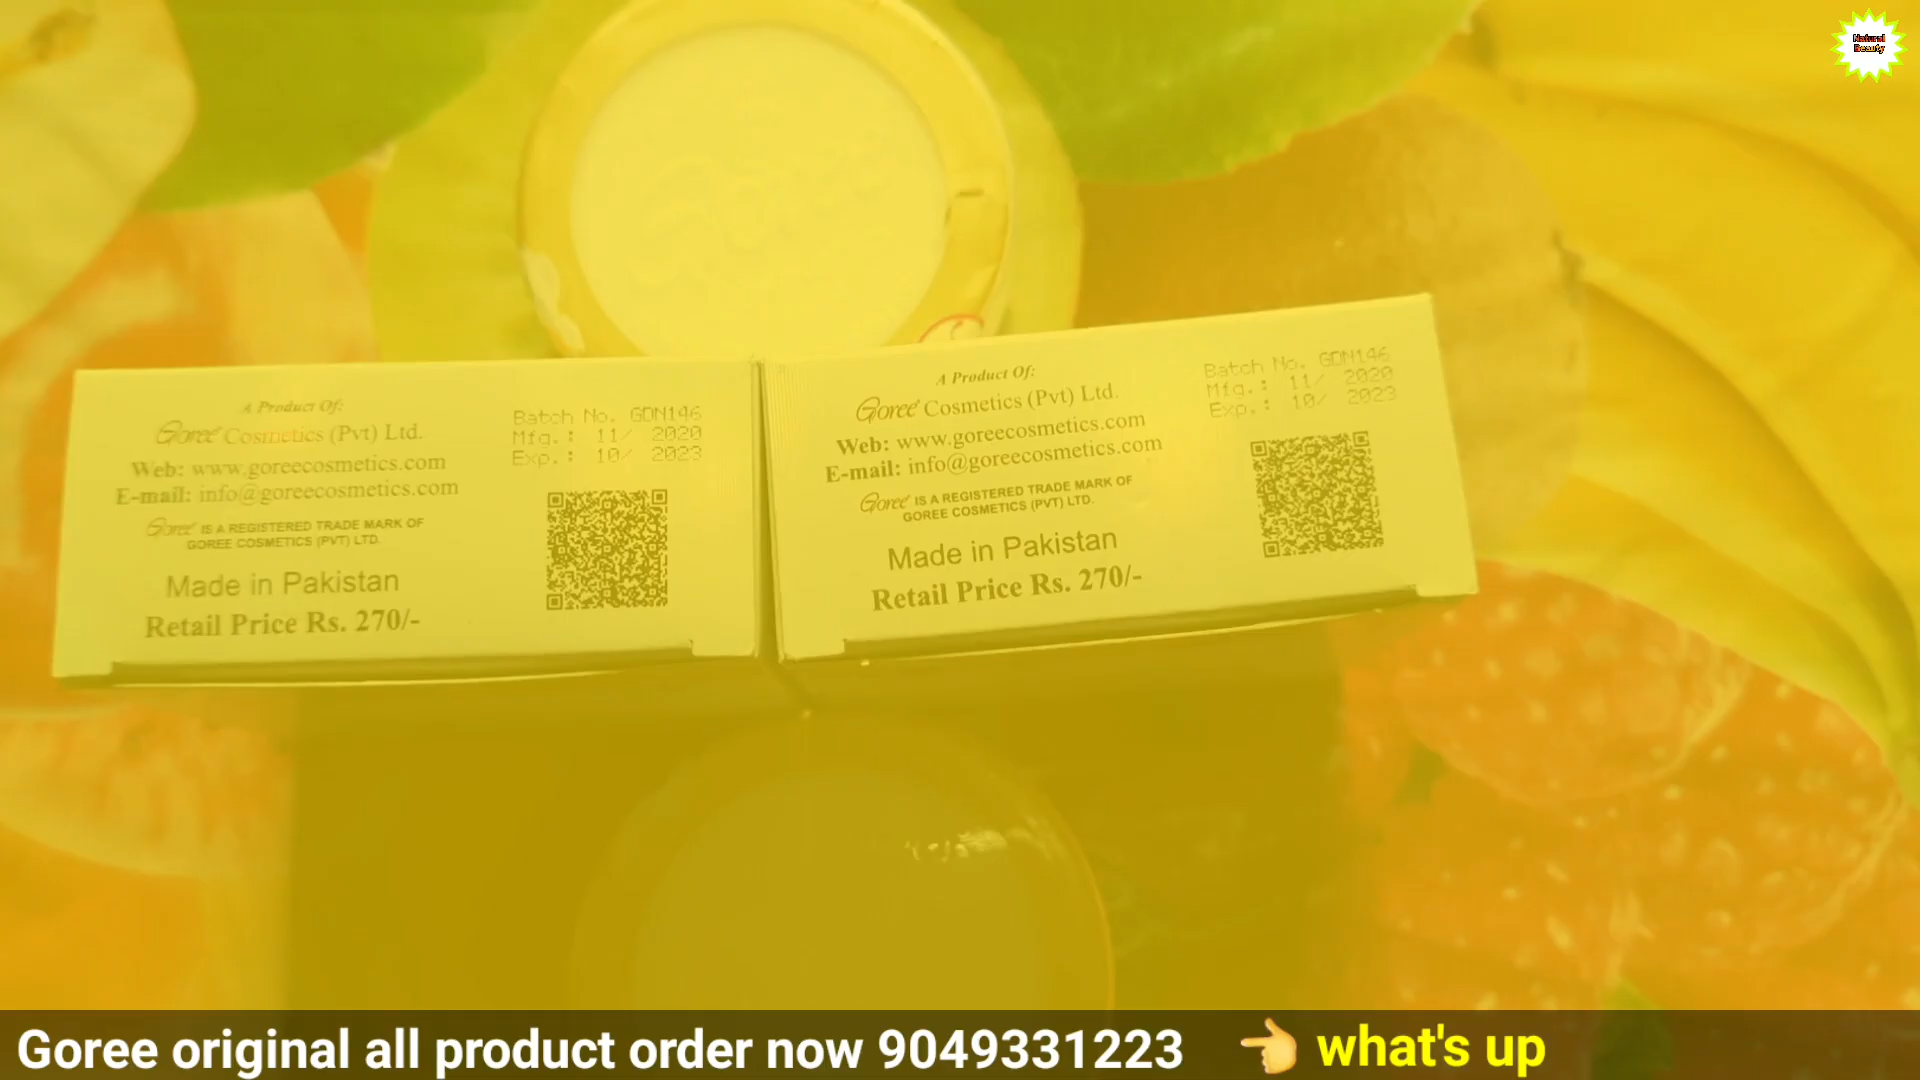 Natural
Beauty
A Product Of:
Goree Cosmetics (Pvt) Ltd.
Web: www.goreecosmetics.com
E-mail: info@goreecosmetics.com
Goree IS A REGISTERED TRADE MARK OF
GOREE COSMETICS (PVT) LTD.
Made in Pakistan
Retail Price Rs. 270/-
Batch No. GDN146
Mfg.: 11/ 2020
Exp.: 10/ 2023
A Product Of:
Goree Cosmetics (Pvt) Ltd.
Web: www.goreecosmetics.com
E-mail: info@goreecosmetics.com
Goree IS A REGISTERED TRADE MARK OF
GOREE COSMETICS (PVT) LTD.
Made in Pakistan
Retail Price Rs. 270/-
Batch No. GDN146
Mfg.: 11/ 2020
Exp.: 10/ 2023
Goree original all product order now 9049331223 👈 what's up